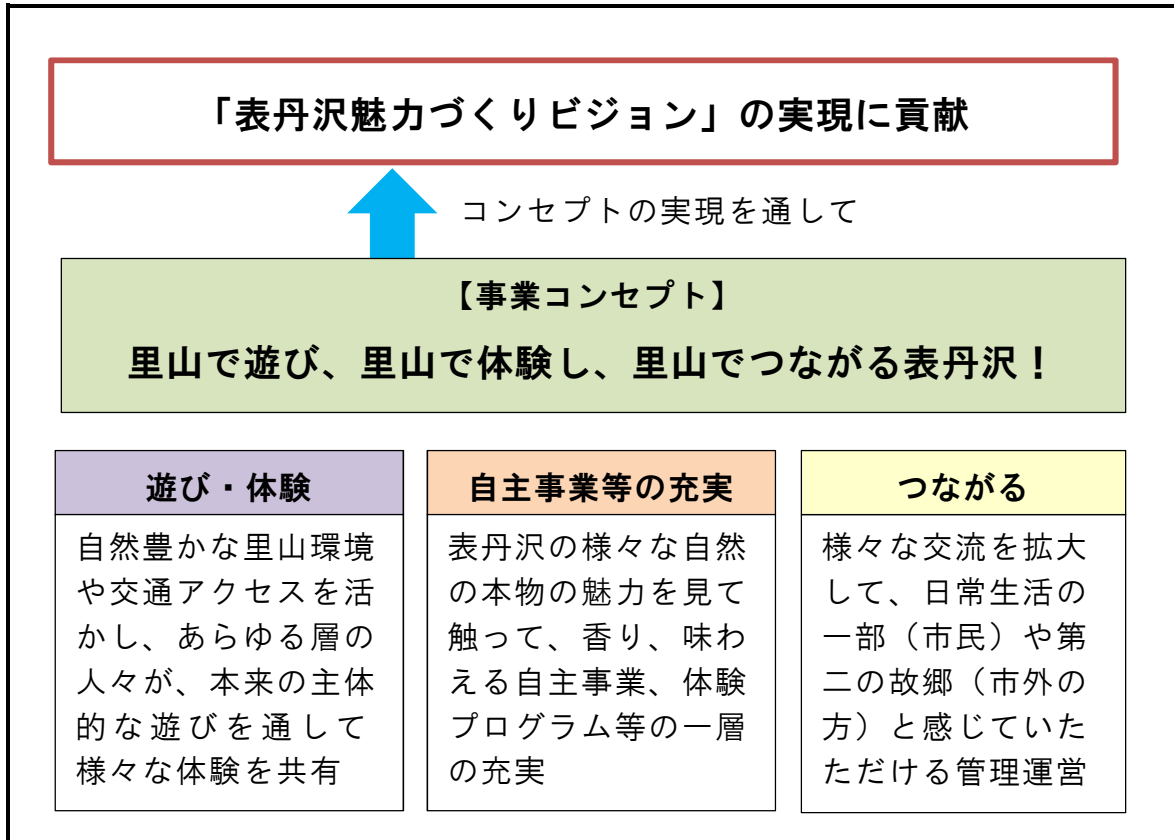 「表丹沢魅力づくりビジョン」の実現に貢献
コンセプトの実現を通して
【事業コンセプト】
里山で遊び、里山で体験し、里山でつながる表丹沢！
遊び・体験
自然豊かな里山環境
や交通アクセスを活
かし、あらゆる層の
人々が、本来の主体
的な遊びを通して
様々な体験を共有
自主事業等の充実
表丹沢の様々な自然
の本物の魅力を見て
触って、香り、味わ
える自主事業、体験
プログラム等の一層
の充実
つながる
様々な交流を拡大
して、日常生活の
一部（市民）や第
二の故郷（市外の
方）と感じていた
ただける管理運営